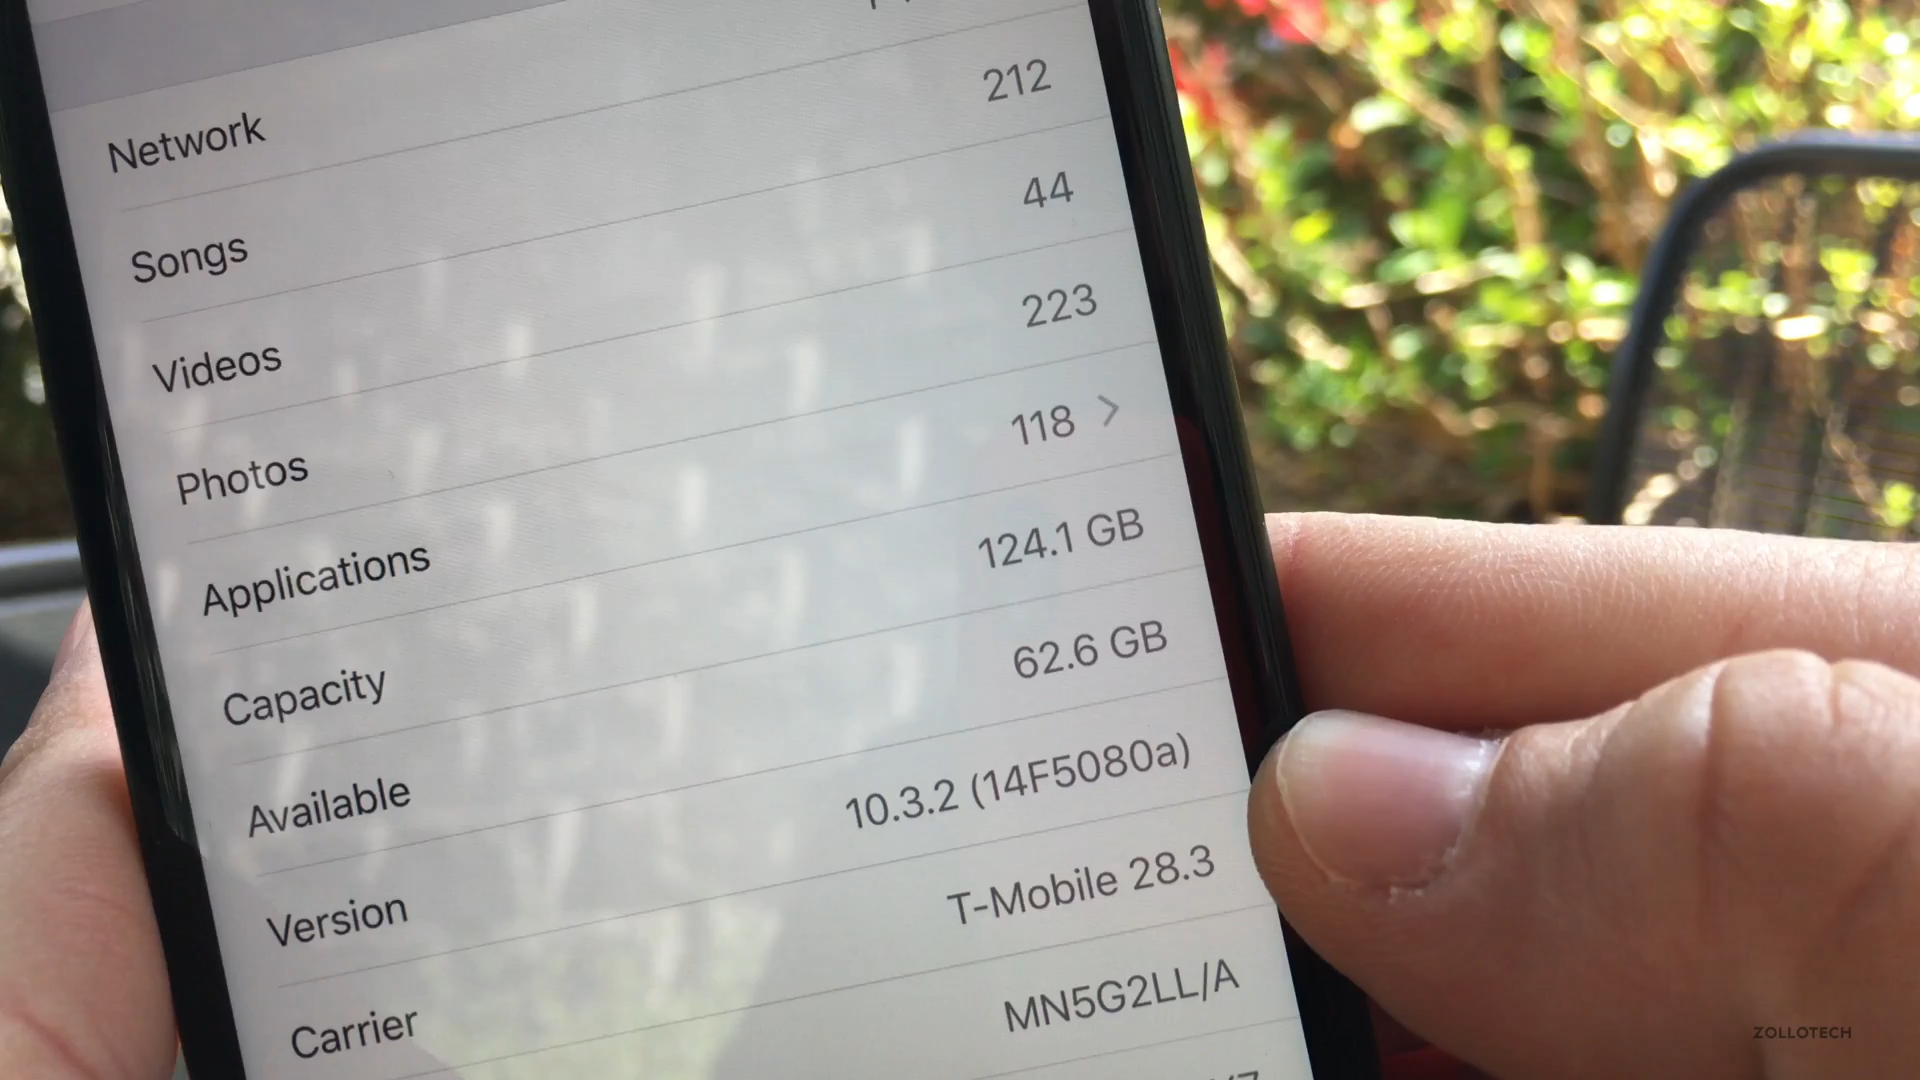 Network
Songs 212
Videos 44
Photos 223
Applications 118
Capacity 124.1 GB
Available 62.6 GB
Version 10.3.2 (14F5080a)
Carrier T-Mobile 28.3
MN5G2LL/A
ZOLLOTECH